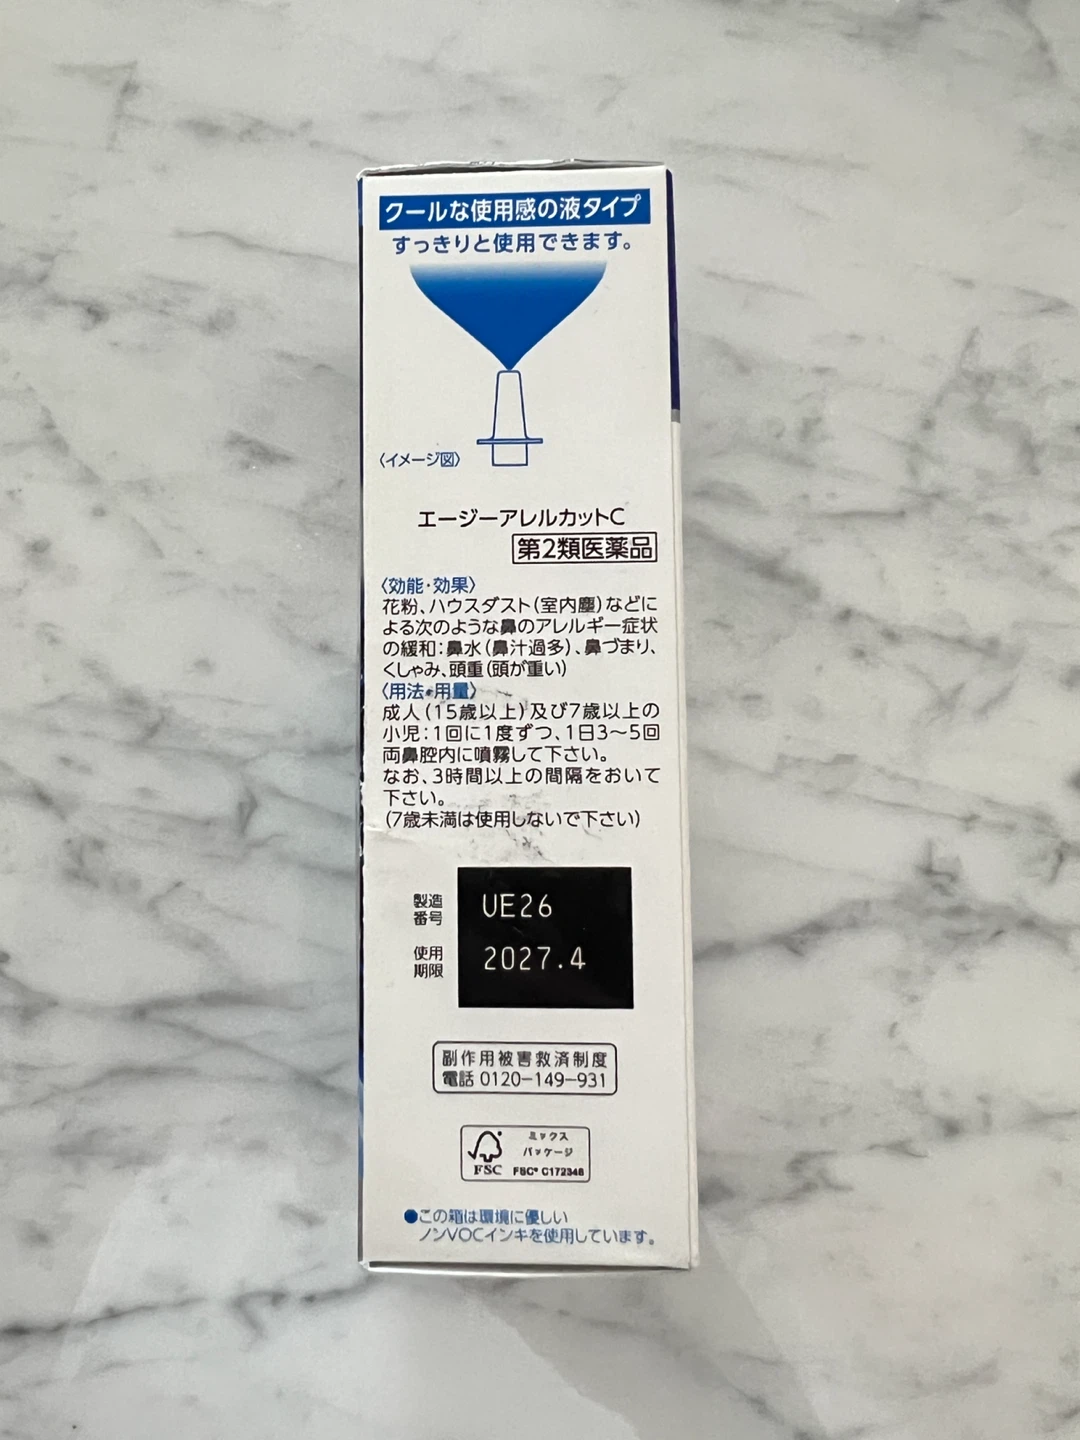 クールな使用感の液タイプ
すっきりと使用できます。
〈イメージ図〉
エージーアレルカットC
第2類医薬品
〈効能・効果〉
花粉、ハウスダスト(室内塵)などに
よる次のような鼻のアレルギー症状
の緩和:鼻水(鼻汁過多)、鼻づまり、
くしゃみ、頭重(頭が重い)
〈用法・用量〉
成人(15歳以上)及び7歳以上の
小児:1回に1度ずつ、1日3〜5回
両鼻腔内に噴霧して下さい。
なお、3時間以上の間隔をおいて
下さい。
(7歳未満は使用しないで下さい)
製造
番号
UE26
使用
期限
2027.4
副作用被害救済制度
電話 0120-149-931
FSC
ミックス
パッケージ
FSC® C172348
●この箱は環境に優しい
ノンVOCインキを使用しています。